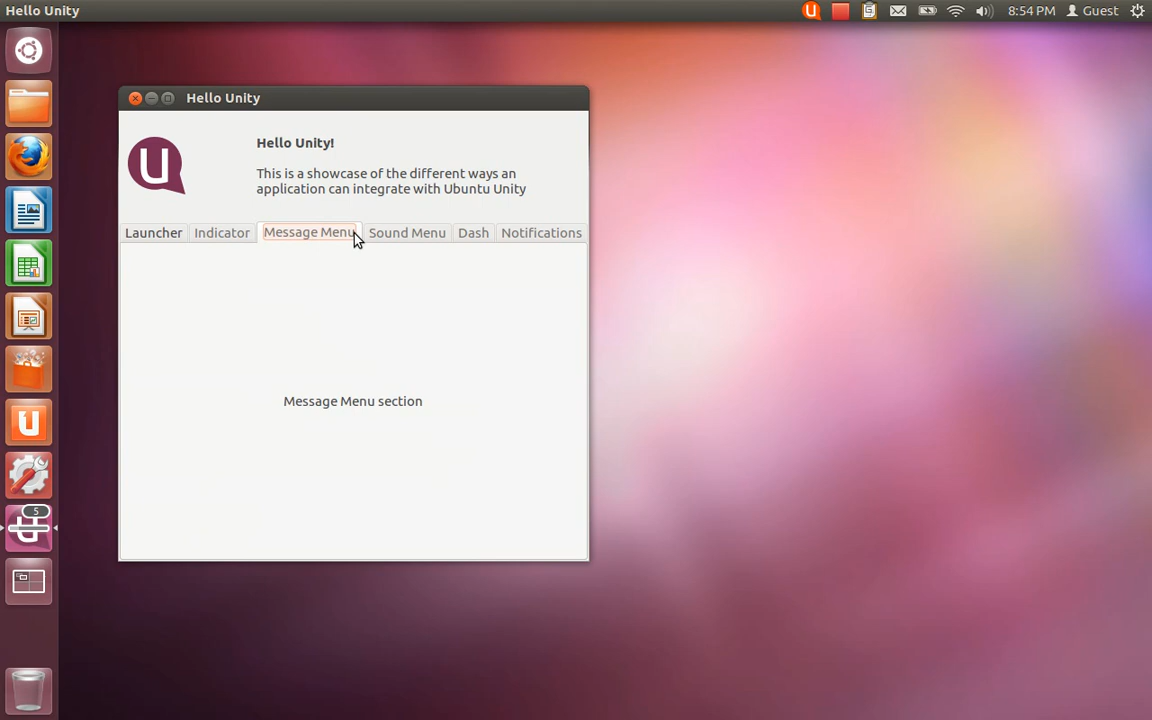 Hello Unity
8:54 PM Guest
Hello Unity
U
Hello Unity!
This is a showcase of the different ways an
application can integrate with Ubuntu Unity
Launcher Indicator Message Menu Sound Menu Dash Notifications
Message Menu section
5